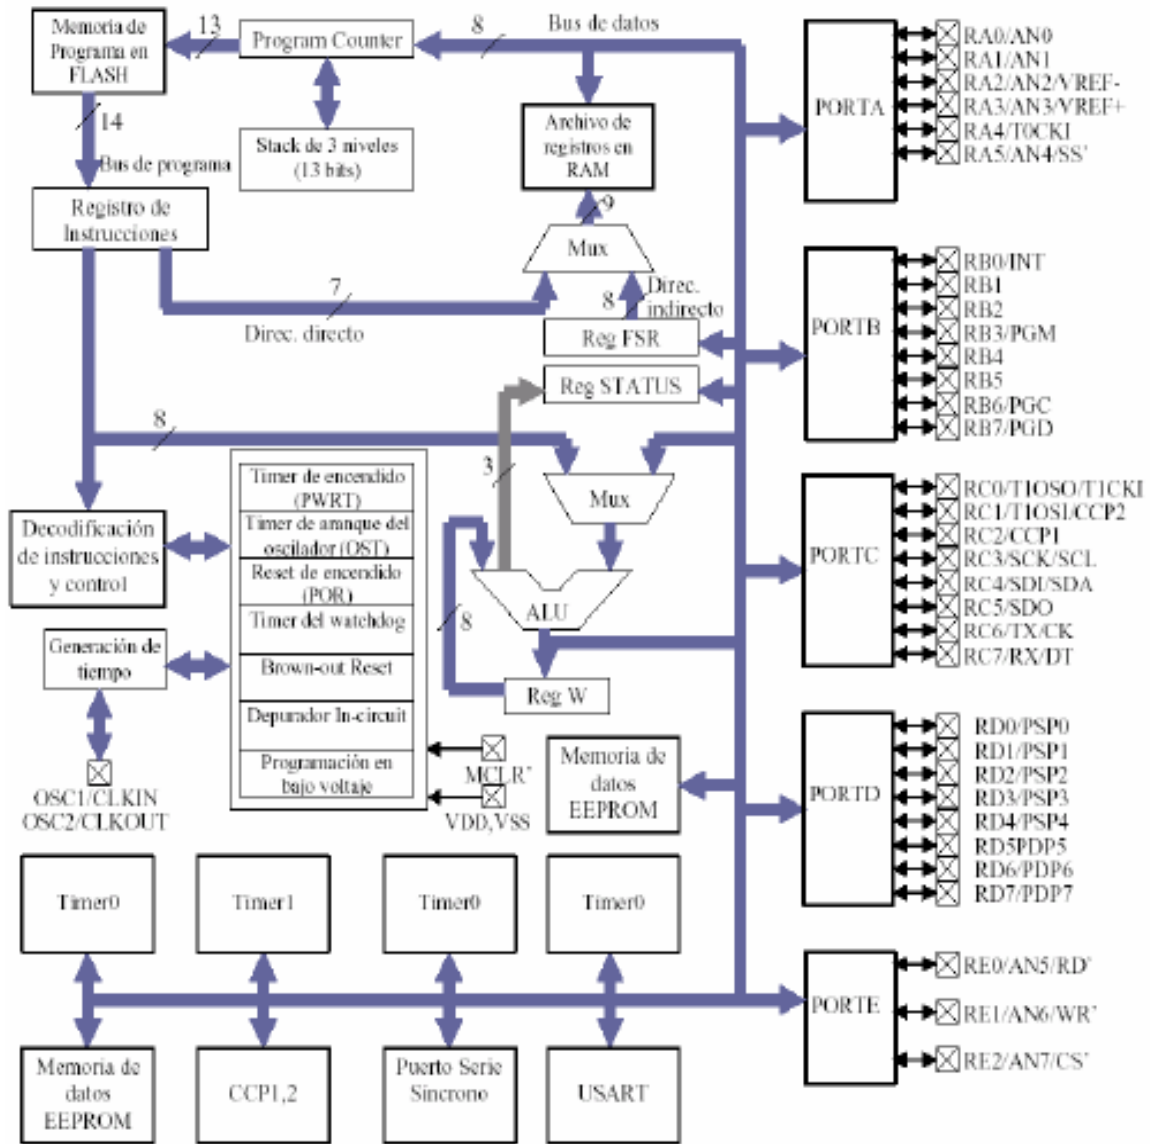 Memoria de
Programa en
FLASH
13
Program Counter
8
Bus de datos
14
Bus de programa
Stack de 3 niveles
(13 bits)
Archivo de
registros en
RAM
9
Mux
Registro de
Instrucciones
7
Direc. directo
8
Direc.
indirecto
Reg FSR
Reg STATUS
8
3
Mux
ALU
8
Reg W
Decodificación
de instrucciones
y control
Timer de encendido
(PWRT)
Timer de aranque del
oscilador (OST)
Reset de encendido
(POR)
Timer del watchdog
Brown-out Reset
Depurador In-circuit
Programación en
bajo voltaje
Generación de
tiempo
OSC1/CLKIN
OSC2/CLKOUT
MCLR'
VDD,VSS
Memoria de
datos
EEPROM
Timer0
Timer1
Timer0
Timer0
Memoria de
datos
EEPROM
CCP1,2
Puerto Serie
Síncrono
USART
PORTA
RA0/AN0
RA1/AN1
RA2/AN2/VREF-
RA3/AN3/VREF+
RA4/T0CKI
RA5/AN4/SS'
PORTB
RB0/INT
RB1
RB2
RB3/PGM
RB4
RB5
RB6/PGC
RB7/PGD
PORTC
RC0/T1OSO/T1CKI
RC1/T1OSI/CCP2
RC2/CCP1
RC3/SCK/SCL
RC4/SDI/SDA
RC5/SDO
RC6/TX/CK
RC7/RX/DT
PORTD
RD0/PSP0
RD1/PSP1
RD2/PSP2
RD3/PSP3
RD4/PSP4
RD5PDP5
RD6/PDP6
RD7/PDP7
PORTE
RE0/AN5/RD'
RE1/AN6/WR'
RE2/AN7/CS'